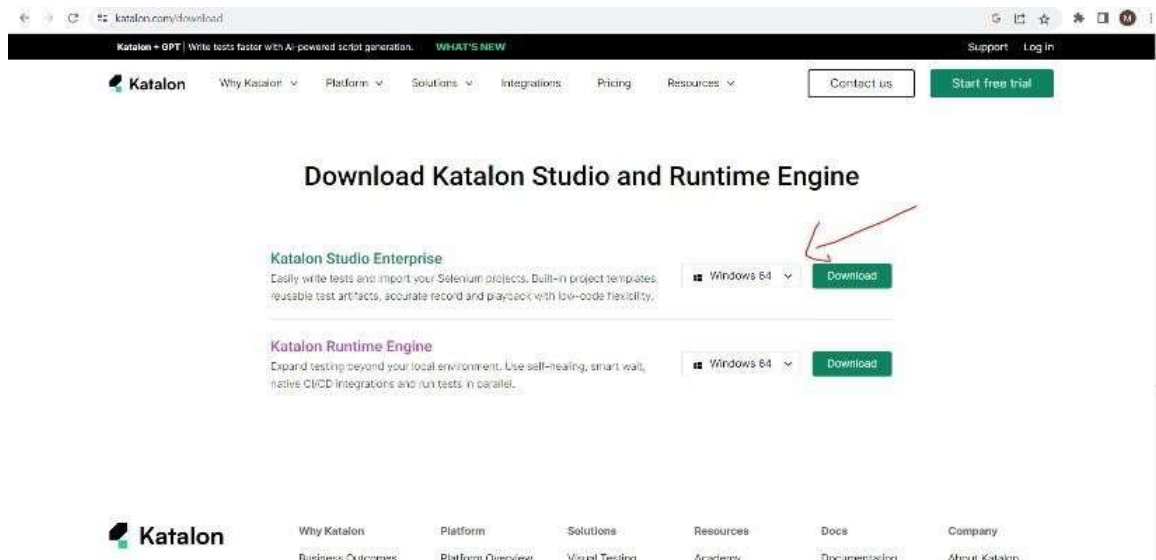 katalon.com/download
Katalon + GPT | Write tests faster with AI-powered script generation. WHAT'S NEW Support Log in
Katalon Why Katalon Platform Solutions Integrations Pricing Resources Contact us Start free trial
Download Katalon Studio and Runtime Engine
Katalon Studio Enterprise
Easily write tests and import your Selenium projects. Built-in project templates,
reusable test artifacts, accurate record and playback with low-code flexibility.
Windows 64 Download
Katalon Runtime Engine
Expand testing beyond your local environment. Use self-healing, smart wait,
native CI/CD integrations and run tests in parallel.
Windows 64 Download
Katalon Why Katalon Platform Solutions Resources Docs Company
Business Outcomes Platform Overview Visual Testing Academy Documentation About Katalon